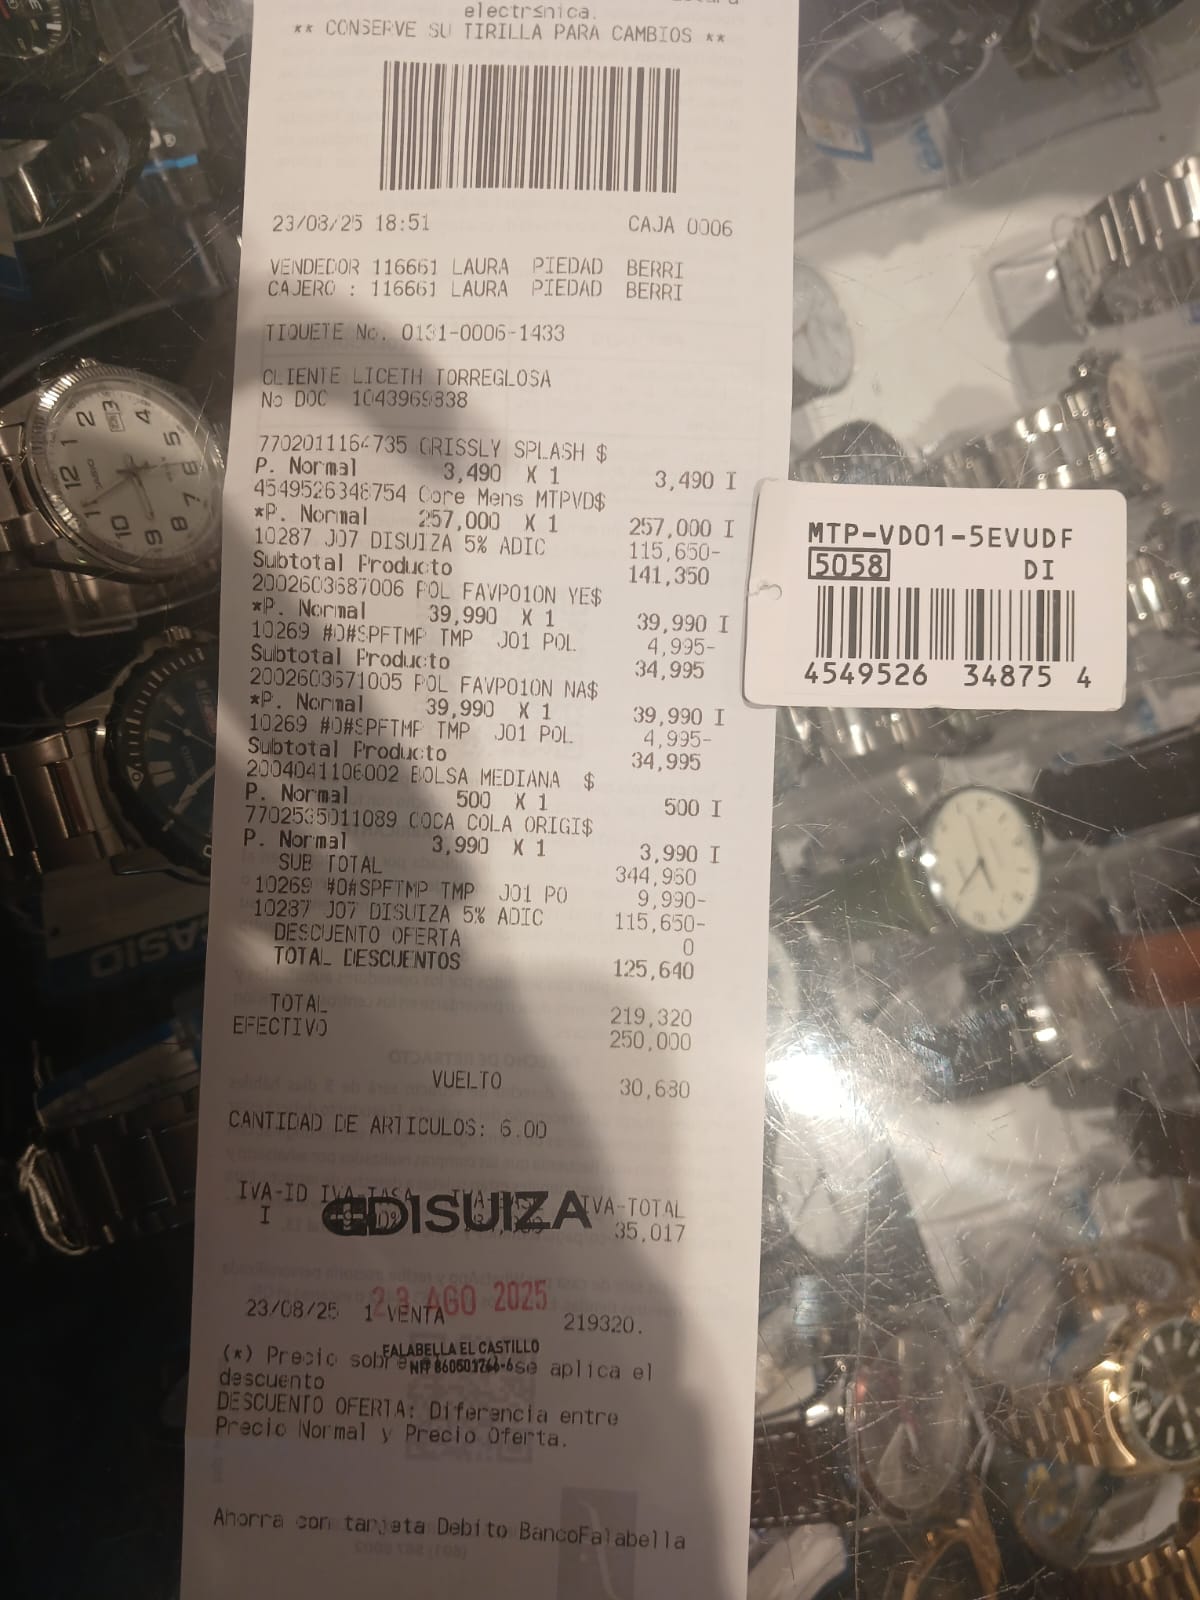 electr≤nica.
** CONSERVE SU TIRILLA PARA CAMBIOS **
23/08/25 18:51 CAJA 0006
VENDEDOR 116661 LAURA PIEDAD BERRI
CAJERO : 116661 LAURA PIEDAD BERRI
TIQUETE No. 0131-0006-1433
CLIENTE LICETH TORREGLOSA
No DOC 1043969838
7702011164735 GRISSLY SPLASH $
P. Normal 3,490 X 1 3,490 I
4549526348754 Core Mens MTPVD$
*P. Normal 257,000 X 1 257,000 I
10287 J07 DISUIZA 5% ADIC 115,650-
Subtotal Producto 141,350
2002603687006 POL FAVPO10N YE$
*P. Normal 39,990 X 1 39,990 I
10269 #0#SPFTMP TMP J01 POL 4,995-
Subtotal Producto 34,995
2002603671005 POL FAVPO10N NA$
*P. Normal 39,990 X 1 39,990 I
10269 #0#SPFTMP TMP J01 POL 4,995-
Subtotal Producto 34,995
2004041106002 BOLSA MEDIANA $
P. Normal 500 X 1 500 I
7702535011089 COCA COLA ORIGI$
P. Normal 3,990 X 1 3,990 I
SUB TOTAL 344,960
10269 #0#SPFTMP TMP J01 PO 9,990-
10287 J07 DISUIZA 5% ADIC 115,650-
DESCUENTO OFERTA 0
TOTAL DESCUENTOS 125,640
TOTAL 219,320
EFECTIVO 250,000
VUELTO 30,680
CANTIDAD DE ARTICULOS: 6.00
IVA-ID IVA-TASA IVA-TOTAL
I 35,017
DISUIZA
23 AGO 2025
23/08/25 1 VENTA 219320.
FALABELLA EL CASTILLO
NIT 860501766-6
(*) Precio sobre se aplica el
descuento
DESCUENTO OFERTA: Diferencia entre
Precio Normal y Precio Oferta.
Ahorra con tarjeta Debito BancoFalabella
MTP-VD01-5EVUDF
5058 DI
4549526 34875 4
CASIO